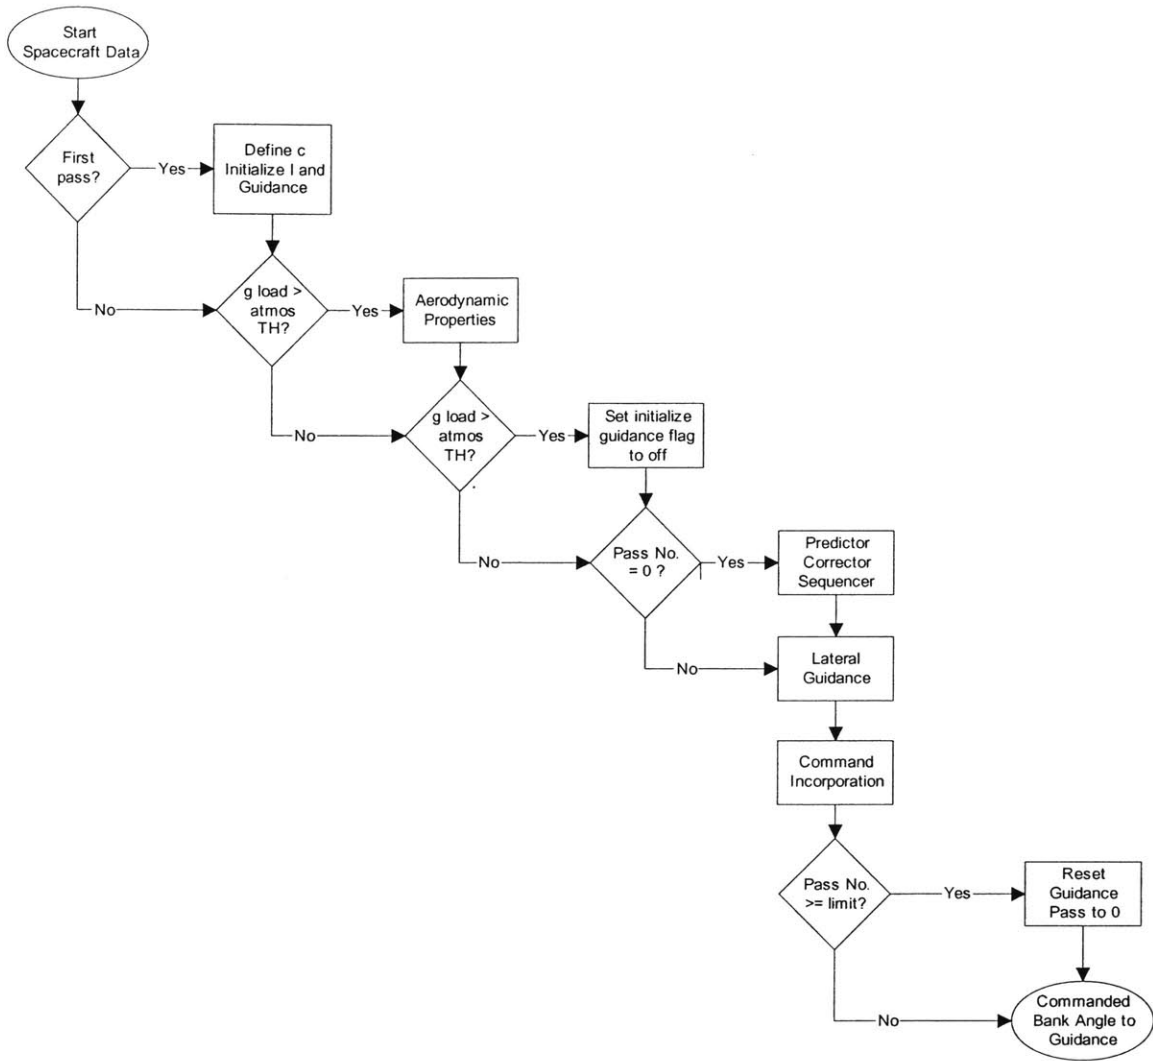 Start
Spacecraft Data
First
pass?
Yes
Define c
Initialize I and
Guidance
No
g load >
atmos
TH?
Yes
Aerodynamic
Properties
No
g load >
atmos
TH?
Yes
Set initialize
guidance flag
to off
No
Pass No.
= 0 ?
Yes
Predictor
Corrector
Sequencer
No
Lateral
Guidance
Command
Incorporation
Pass No.
>= limit?
Yes
Reset
Guidance
Pass to 0
No
Commanded
Bank Angle to
Guidance